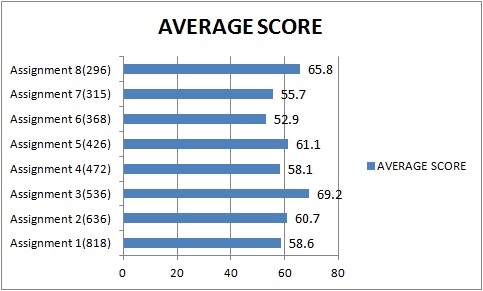 AVERAGE SCORE
Assignment 8(296) 65.8
Assignment 7(315) 55.7
Assignment 6(368) 52.9
Assignment 5(426) 61.1
Assignment 4(472) 58.1
Assignment 3(536) 69.2
Assignment 2(636) 60.7
Assignment 1(818) 58.6
0 20 40 60 80
AVERAGE SCORE